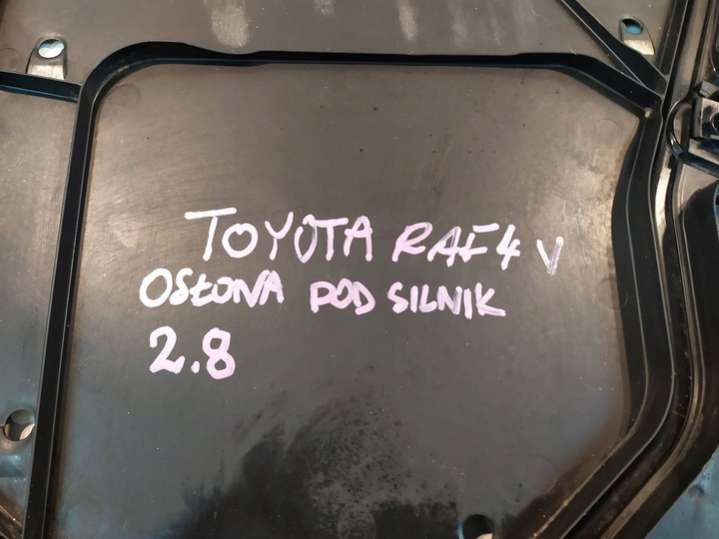 TOYOTA RAF4 V
OSŁONA POD SILNIK
2.8